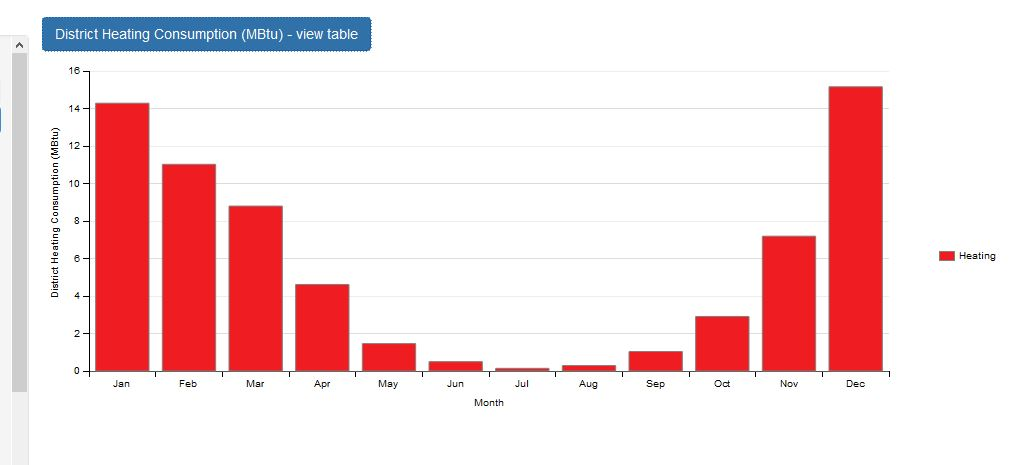 District Heating Consumption (MBtu) - view table
16
14
12
10
8
6
4
2
0
District Heating Consumption (MBtu)
Jan Feb Mar Apr May Jun Jul Aug Sep Oct Nov Dec
Month
Heating